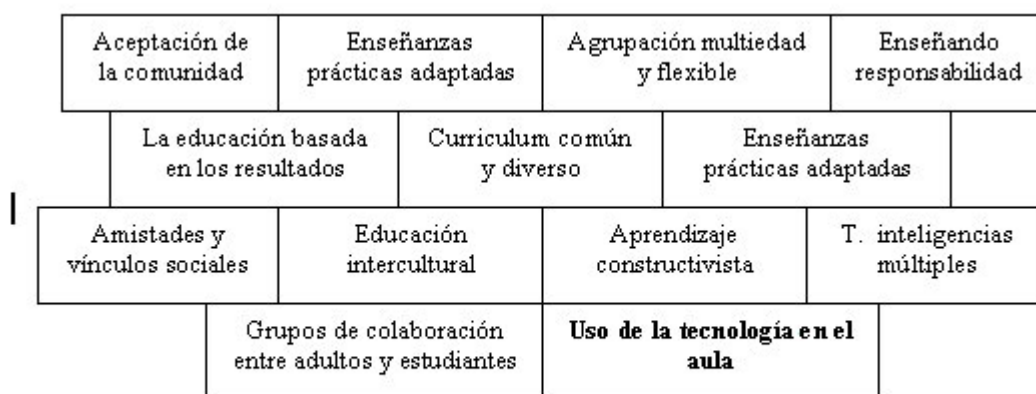 Aceptación de
la comunidad
Enseñanzas
prácticas adaptadas
Agrupación multiedad
y flexible
Enseñando
responsabilidad
La educación basada
en los resultados
Curriculum común
y diverso
Enseñanzas
prácticas adaptadas
Amistades y
vínculos sociales
Educación
intercultural
Aprendizaje
constructivista
T. inteligencias
múltiples
Grupos de colaboración
entre adultos y estudiantes
Uso de la tecnología en el
aula